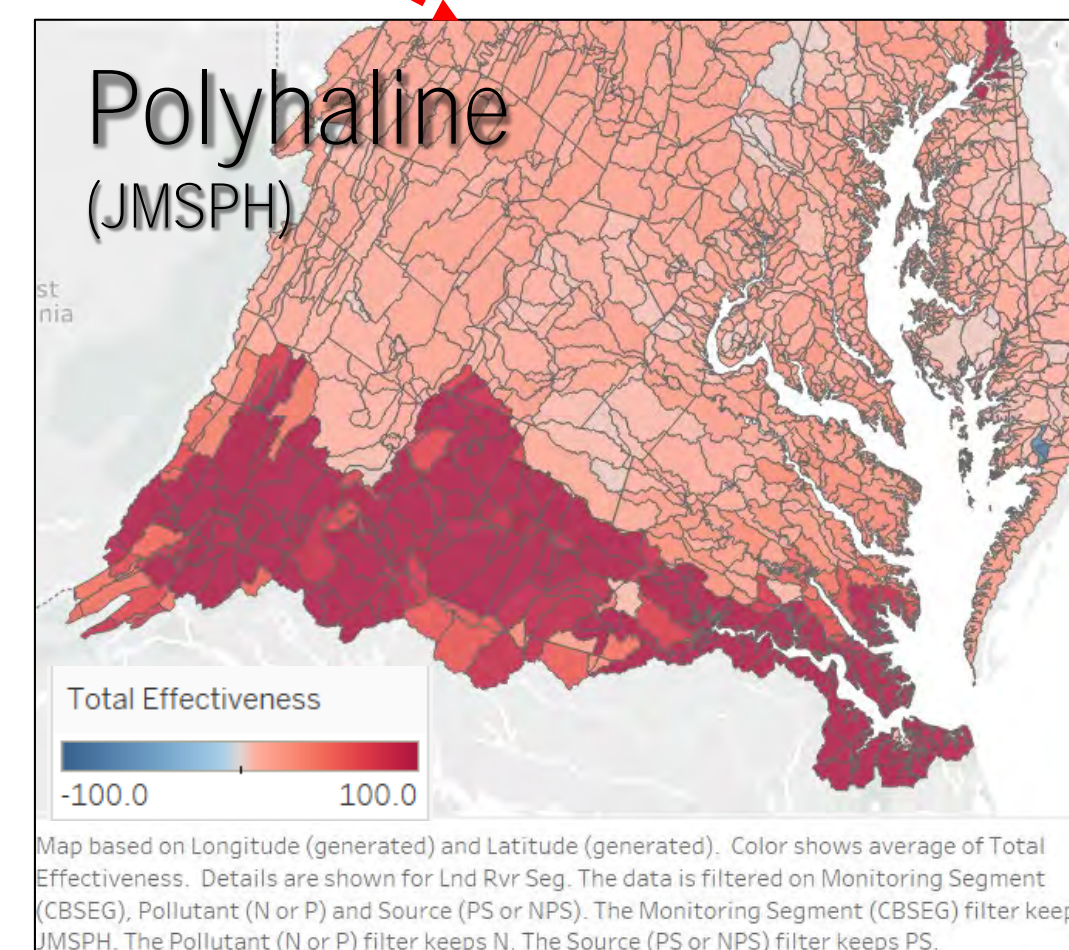 Polyhaline
(JMSPH)
st
nia
Total Effectiveness
-100.0 100.0
Map based on Longitude (generated) and Latitude (generated). Color shows average of Total
Effectiveness. Details are shown for Lnd Rvr Seg. The data is filtered on Monitoring Segment
(CBSEG), Pollutant (N or P) and Source (PS or NPS). The Monitoring Segment (CBSEG) filter keep
JMSPH. The Pollutant (N or P) filter keeps N. The Source (PS or NPS) filter keeps PS.